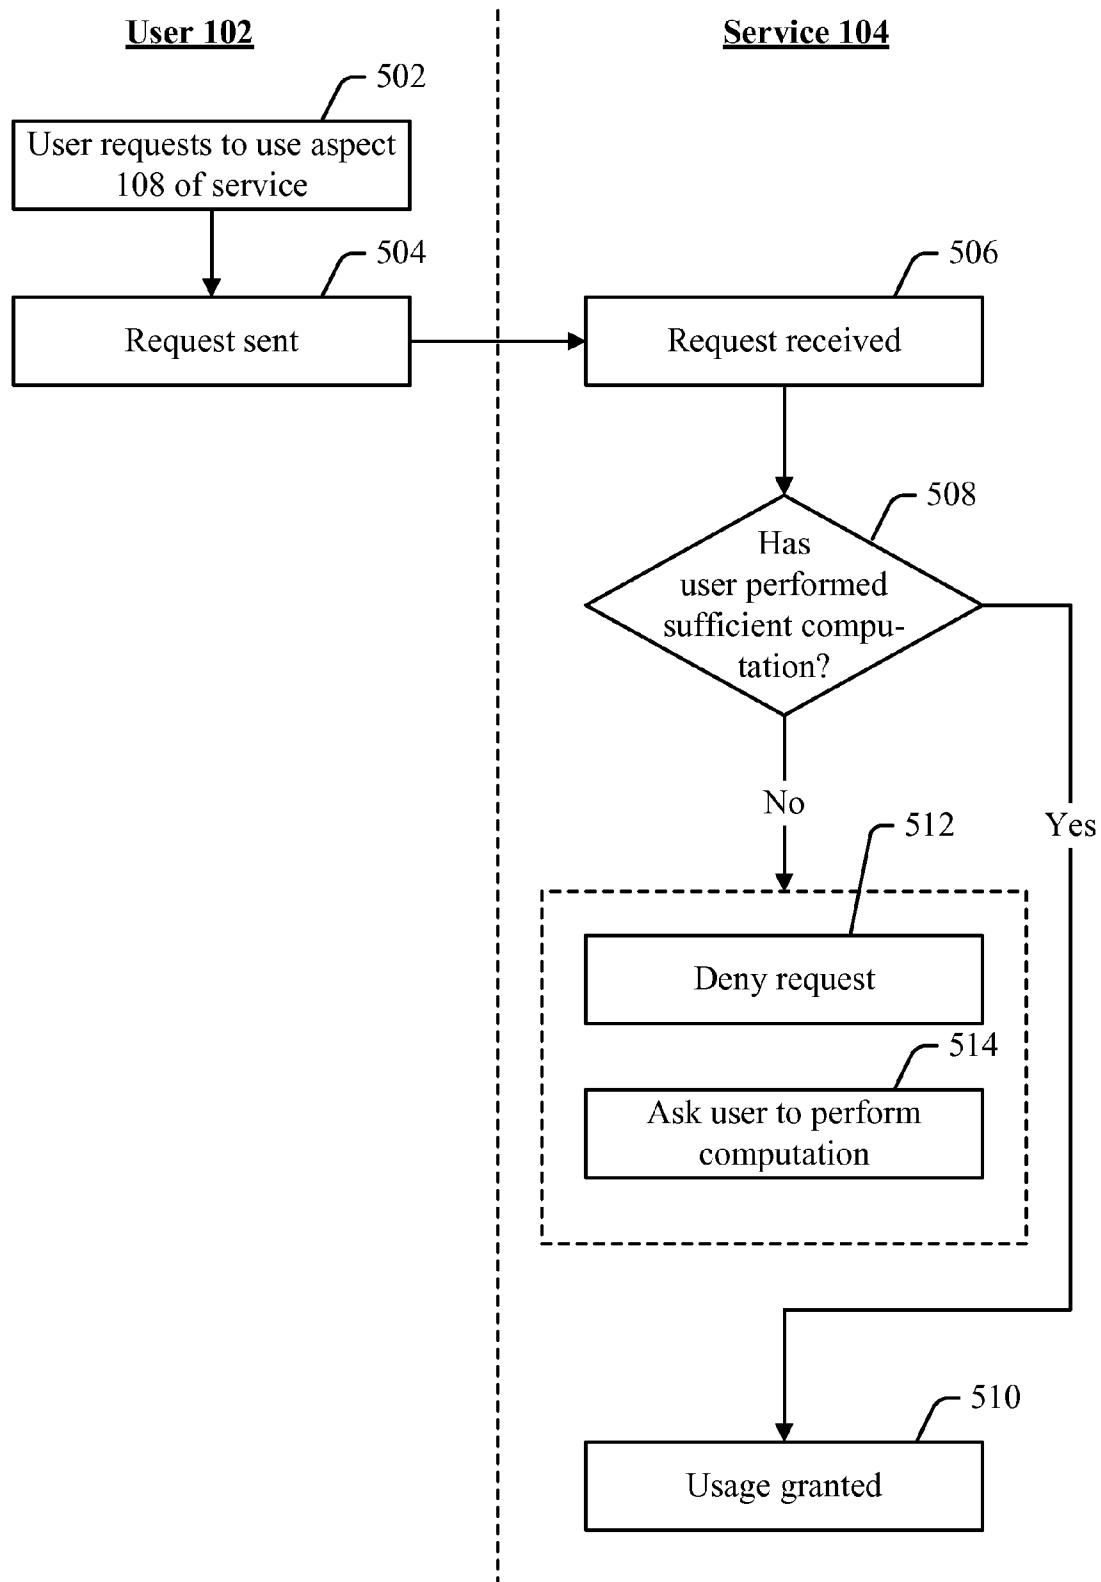 User 102
Service 104
502
User requests to use aspect
108 of service
504
Request sent
506
Request received
508
Has
user performed
sufficient compu-
tation?
No
Yes
512
Deny request
514
Ask user to perform
computation
510
Usage granted